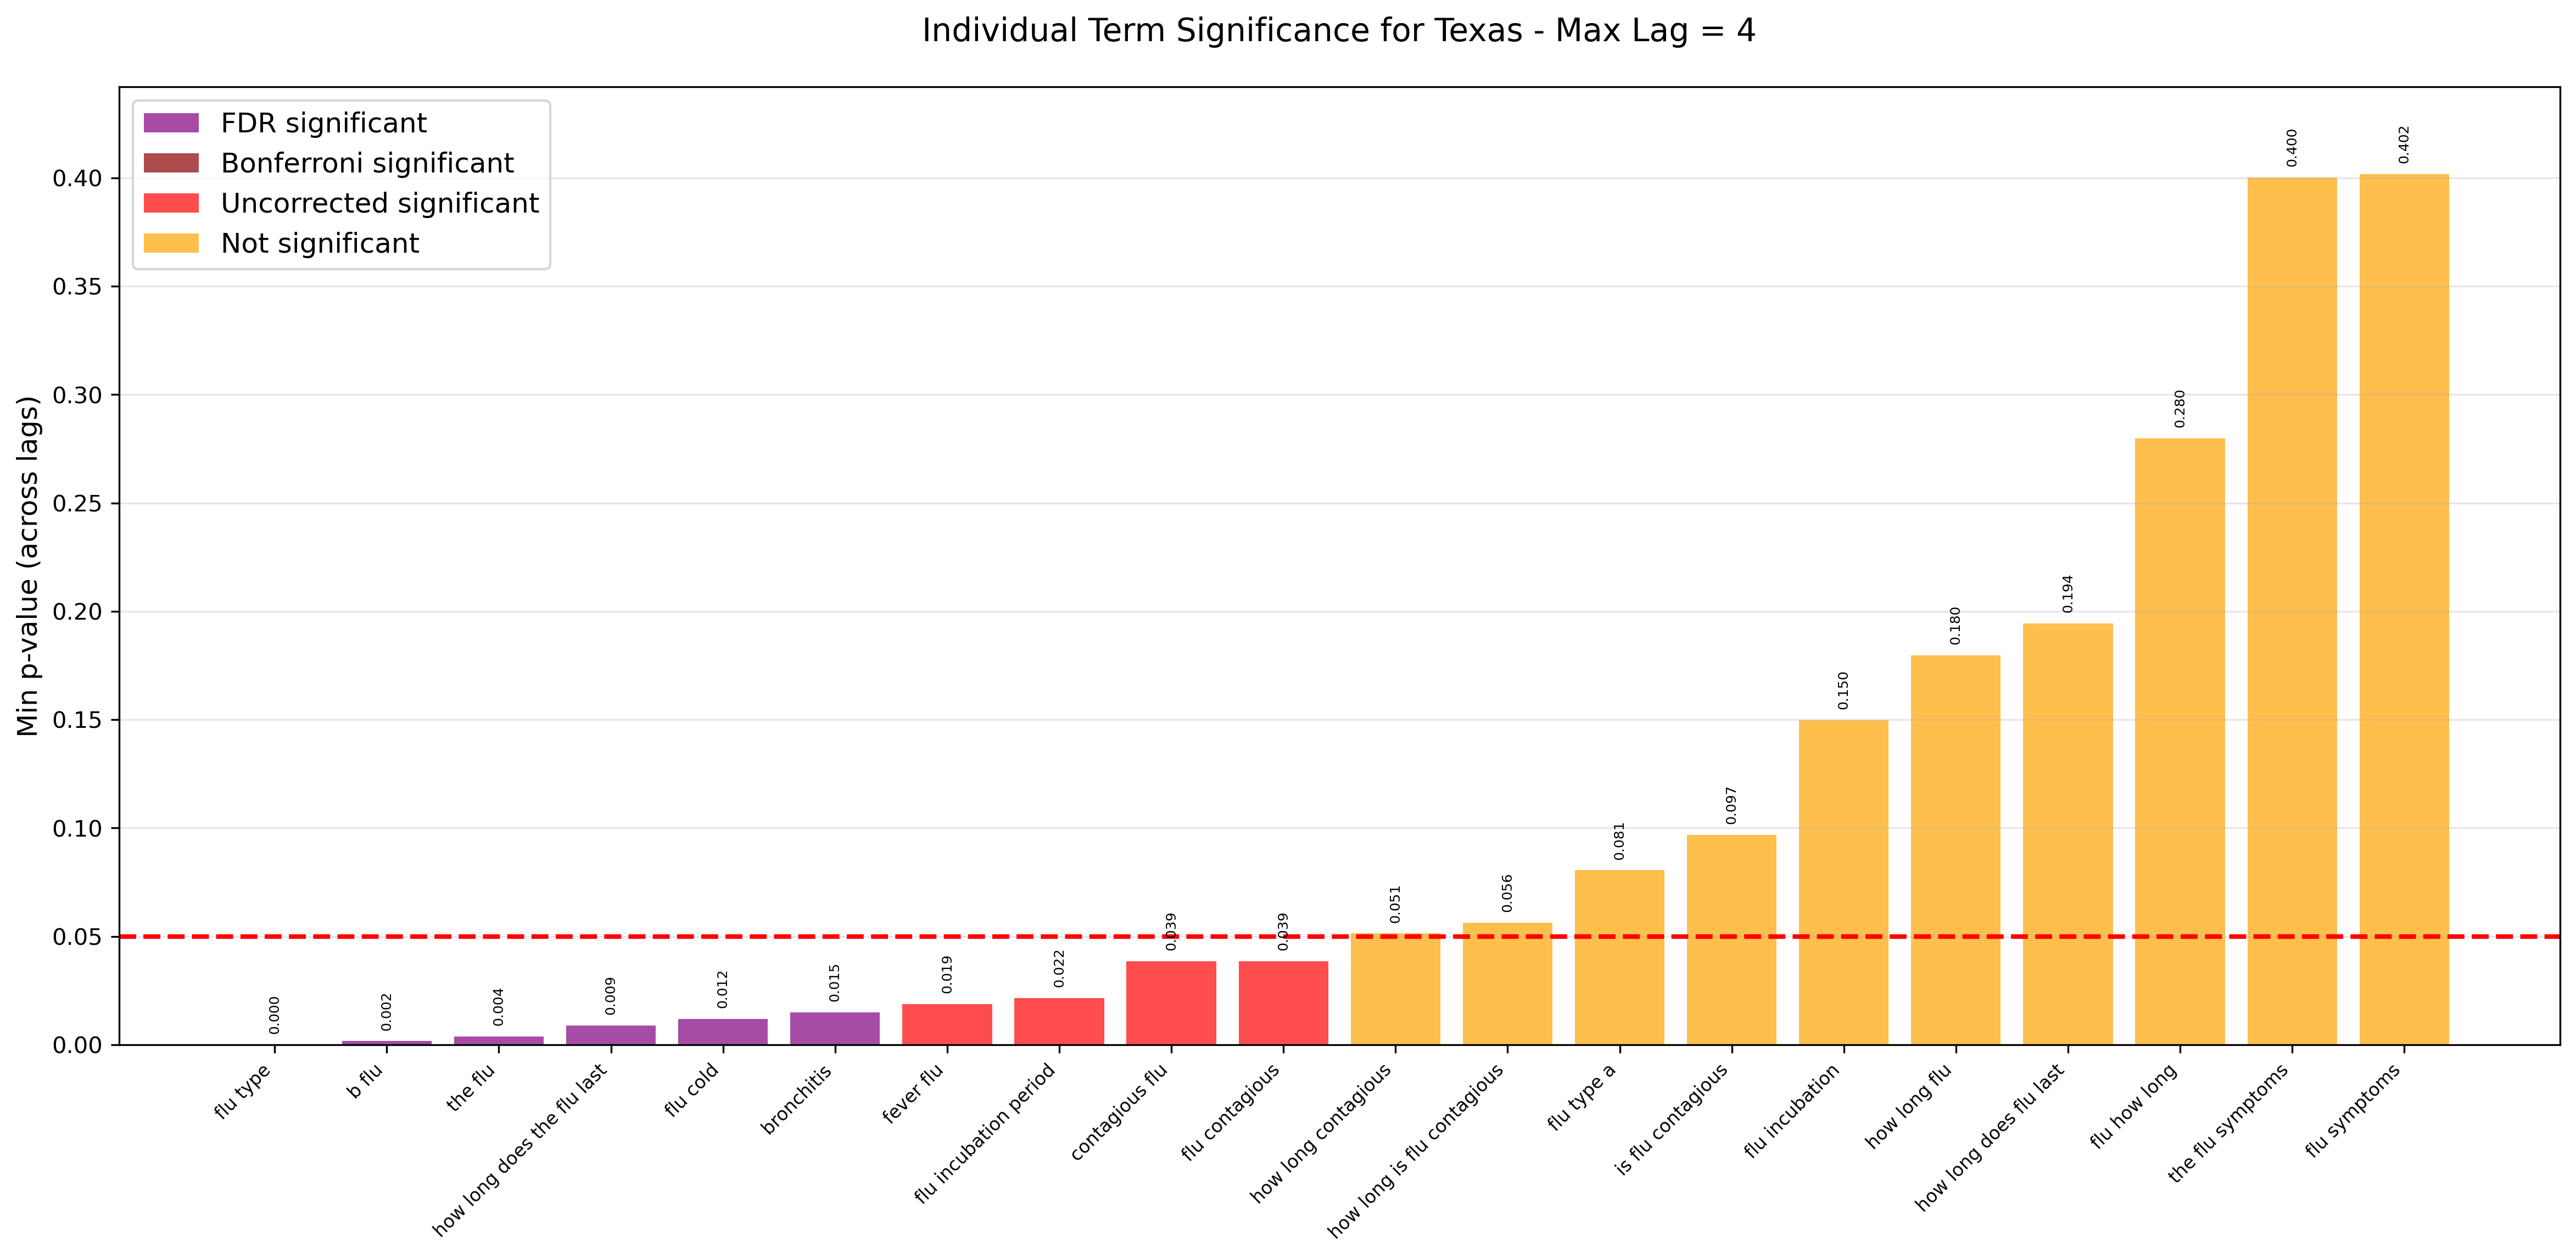 Individual Term Significance for Texas - Max Lag = 4
FDR significant
Bonferroni significant
Uncorrected significant
Not significant
Min p-value (across lags)
0.40
0.35
0.30
0.25
0.20
0.15
0.10
0.05
0.00
0.000
0.002
0.004
0.009
0.012
0.015
0.019
0.022
0.039
0.039
0.051
0.056
0.081
0.097
0.150
0.180
0.194
0.280
0.400
0.402
flu type
b flu
the flu
how long does the flu last
flu cold
bronchitis
fever flu
flu incubation period
contagious flu
flu contagious
how long contagious
how long is flu contagious
flu type a
is flu contagious
flu incubation
how long flu
how long does flu last
flu how long
the flu symptoms
flu symptoms